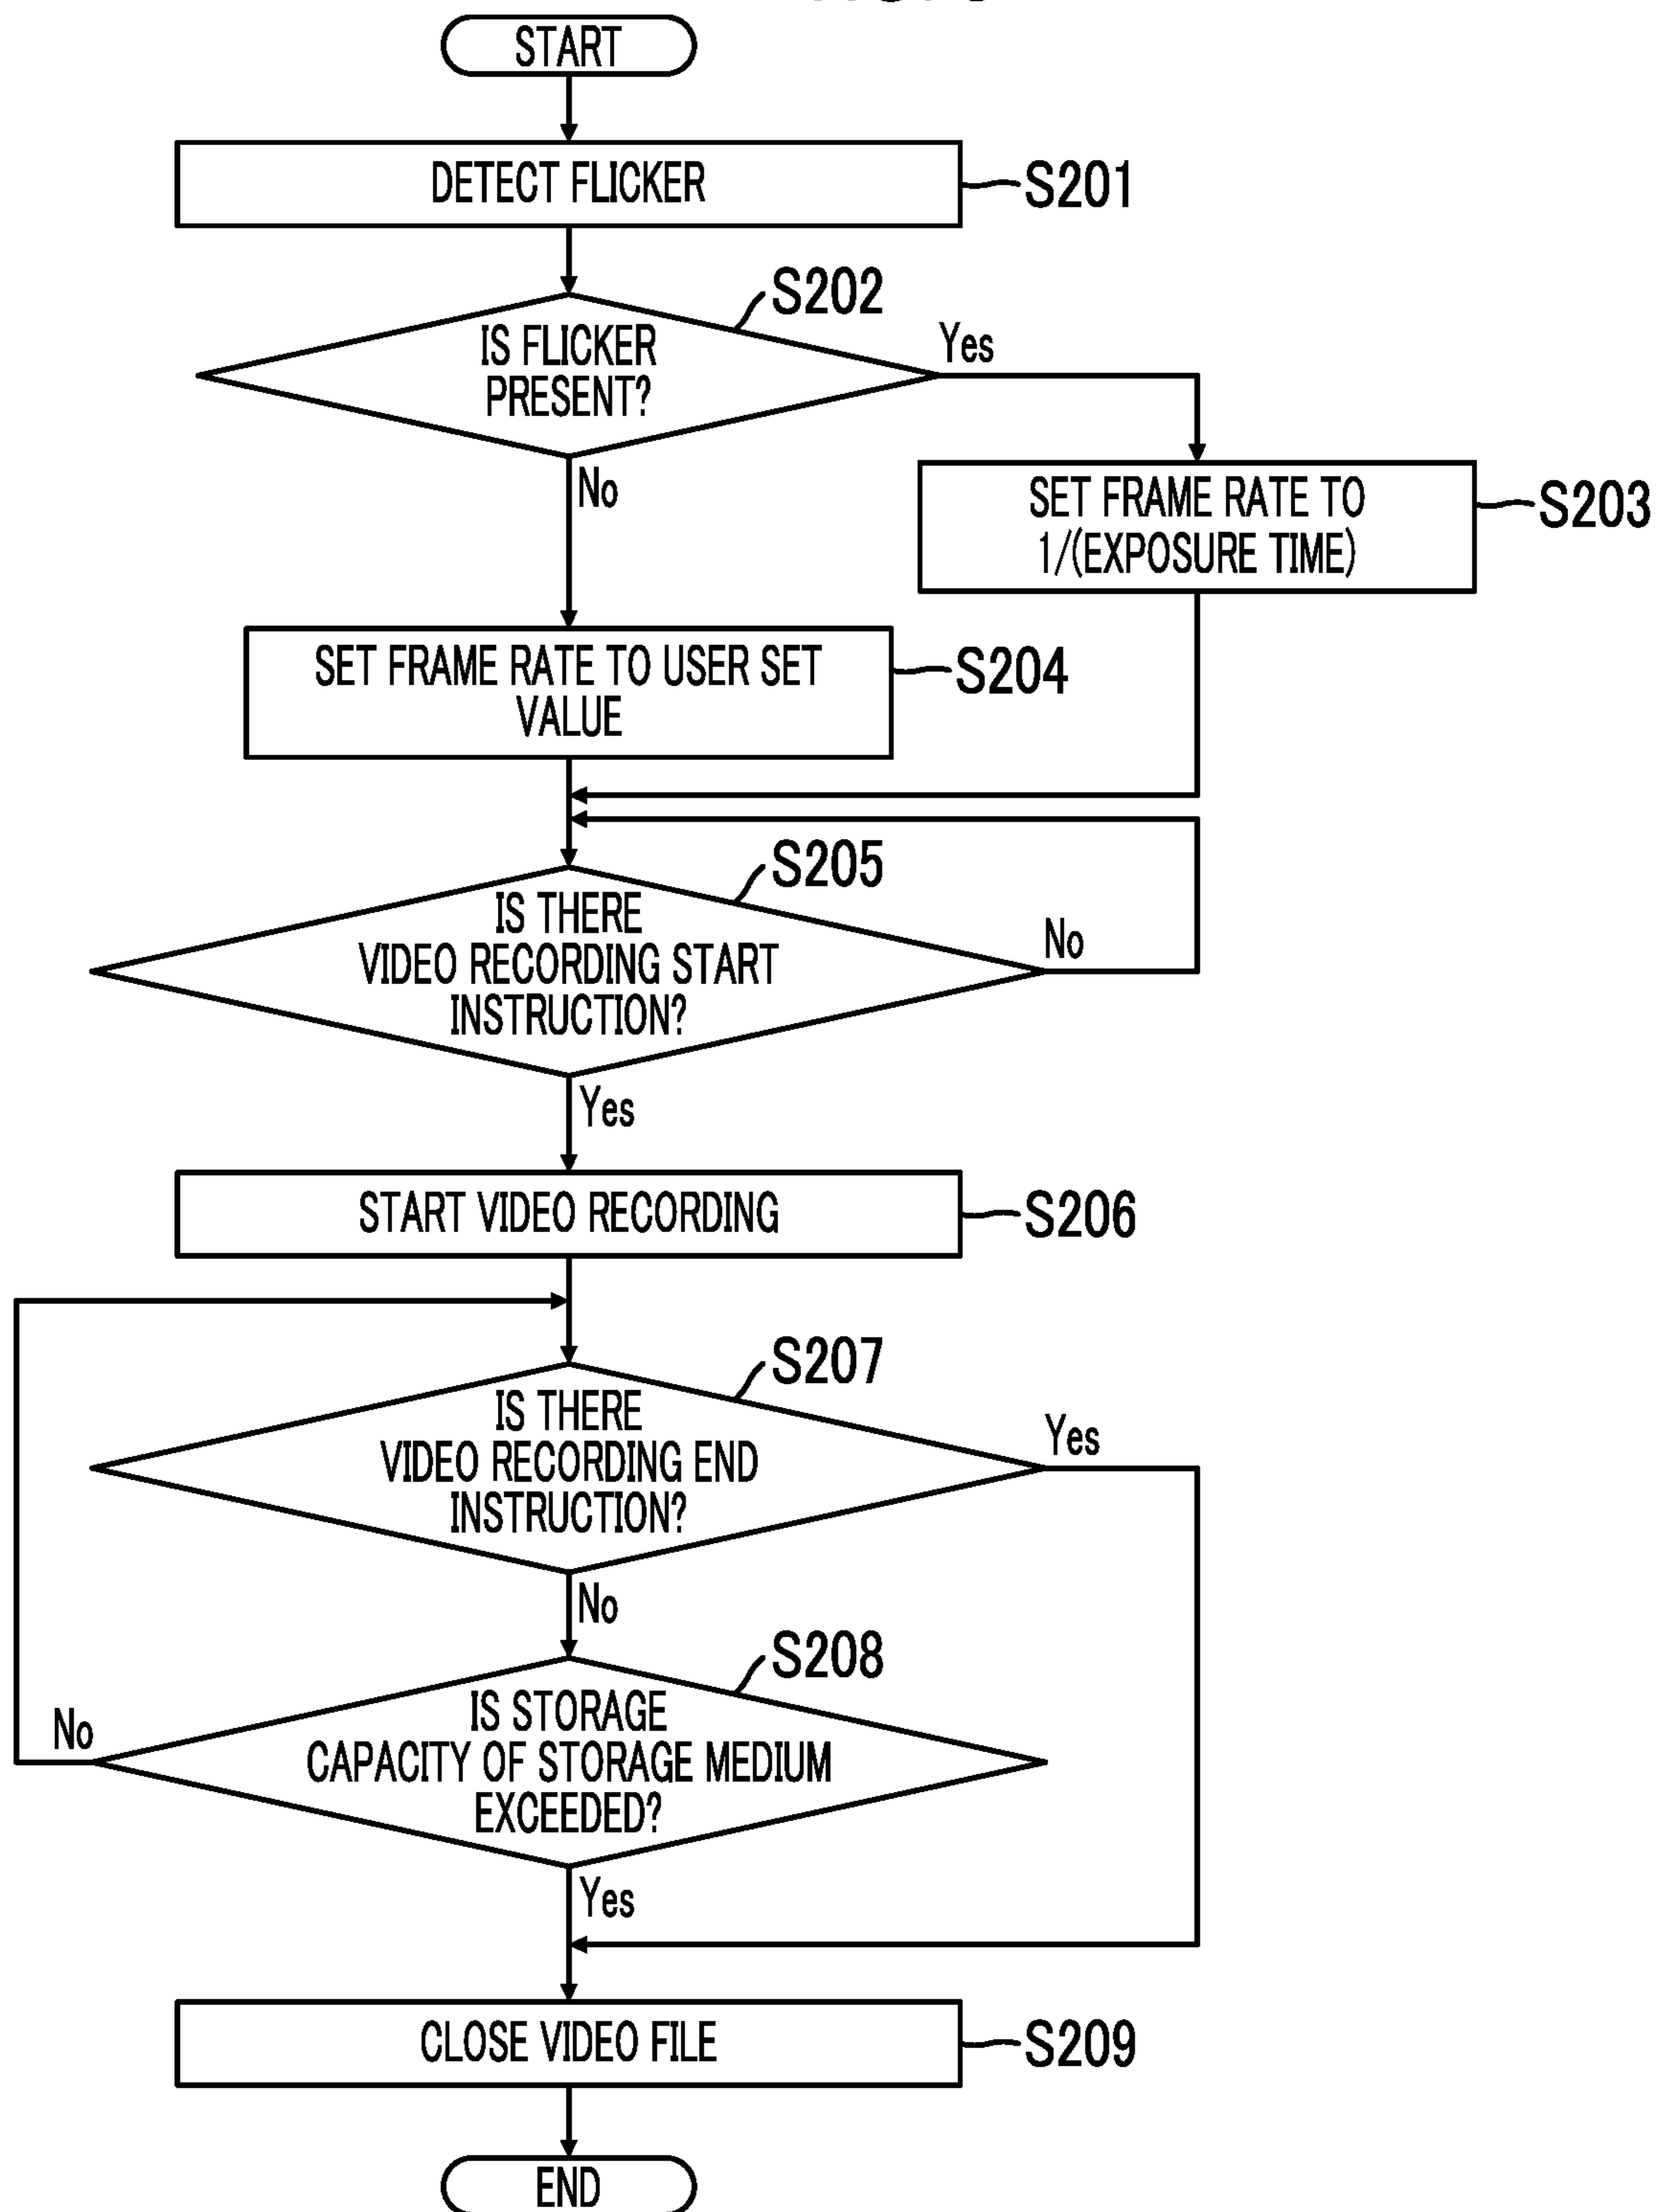 START
DETECT FLICKER
S201
S202
IS FLICKER
PRESENT?
Yes
No
SET FRAME RATE TO
1/(EXPOSURE TIME)
S203
SET FRAME RATE TO USER SET
VALUE
S204
S205
IS THERE
VIDEO RECORDING START
INSTRUCTION?
No
Yes
START VIDEO RECORDING
S206
S207
IS THERE
VIDEO RECORDING END
INSTRUCTION?
Yes
No
S208
IS STORAGE
CAPACITY OF STORAGE MEDIUM
EXCEEDED?
No
Yes
CLOSE VIDEO FILE
S209
END